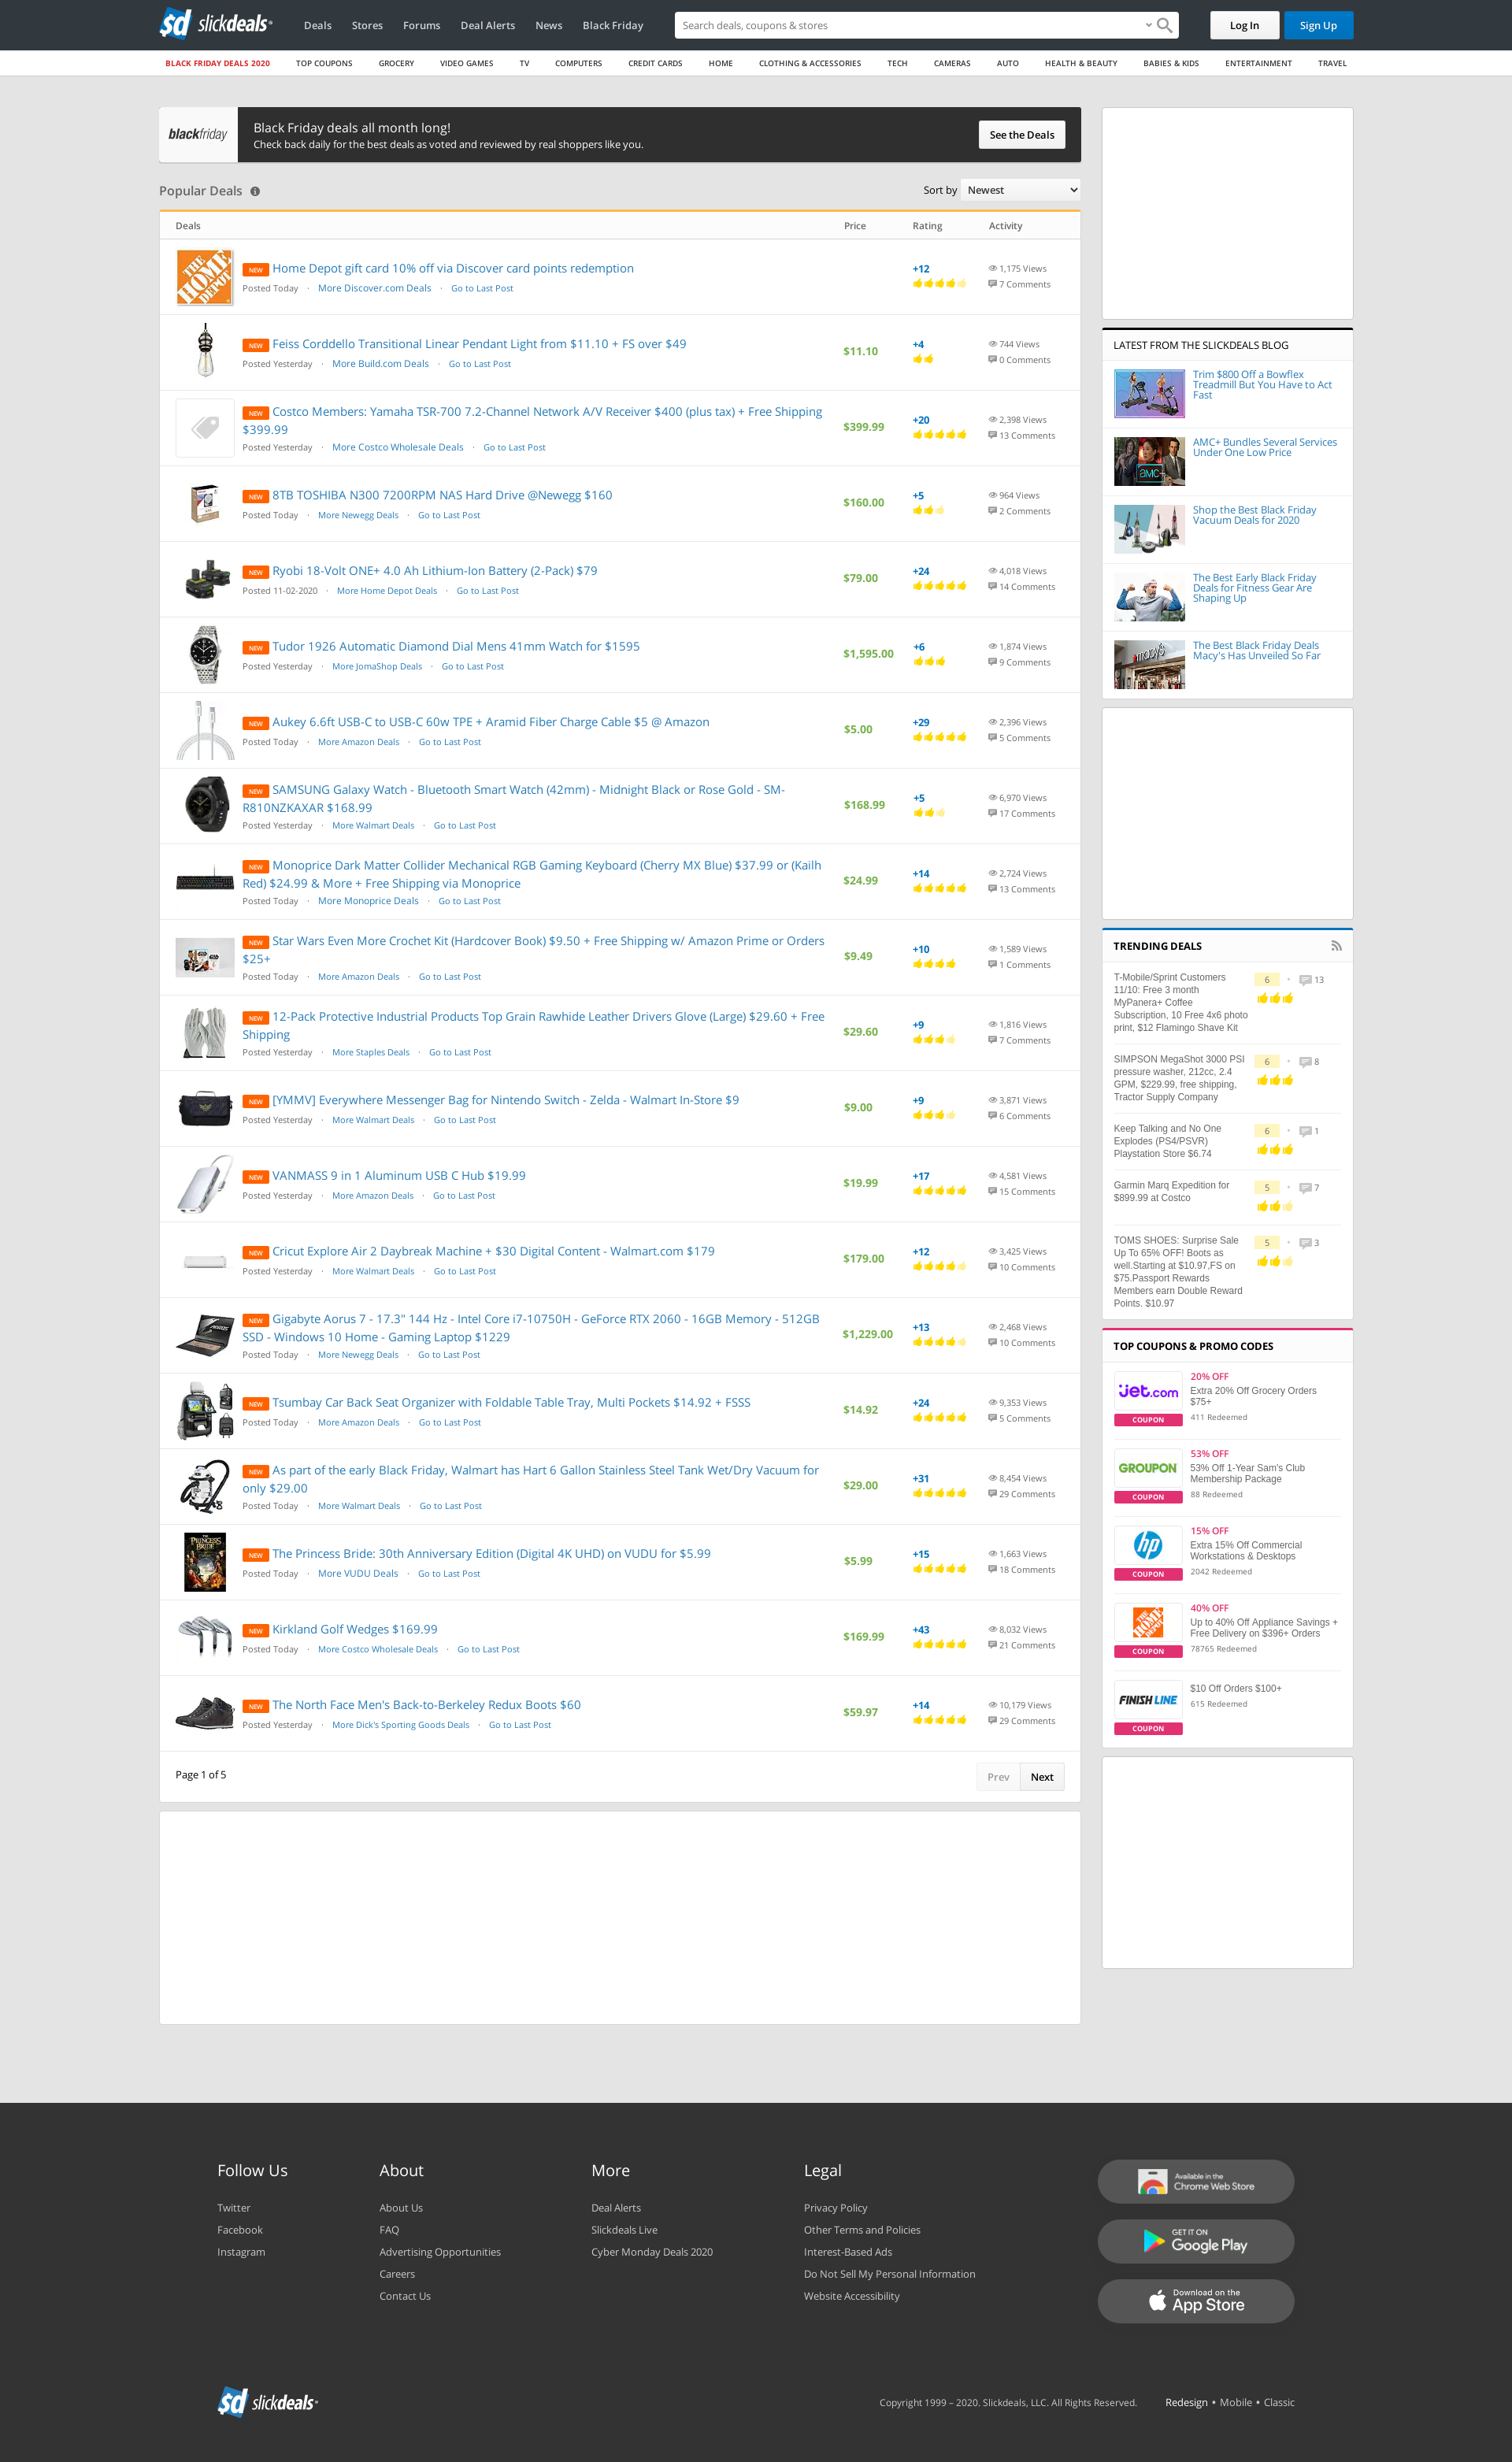 sd slickdeals
Deals Stores Forums Deal Alerts News Black Friday
Search deals, coupons & stores
Log In Sign Up
BLACK FRIDAY DEALS 2020 TOP COUPONS GROCERY VIDEO GAMES TV COMPUTERS CREDIT CARDS HOME CLOTHING & ACCESSORIES TECH CAMERAS AUTO HEALTH & BEAUTY BABIES & KIDS ENTERTAINMENT TRAVEL
blackfriday
Black Friday deals all month long!
Check back daily for the best deals as voted and reviewed by real shoppers like you.
See the Deals
Popular Deals
Sort by Newest
Deals Price Rating Activity
THE HOME DEPOT
NEW Home Depot gift card 10% off via Discover card points redemption
Posted Today · More Discover.com Deals · Go to Last Post
+12
1,175 Views
7 Comments
NEW Feiss Corddello Transitional Linear Pendant Light from $11.10 + FS over $49
Posted Yesterday · More Build.com Deals · Go to Last Post
$11.10
+4
744 Views
0 Comments
NEW Costco Members: Yamaha TSR-700 7.2-Channel Network A/V Receiver $400 (plus tax) + Free Shipping
$399.99
Posted Yesterday · More Costco Wholesale Deals · Go to Last Post
$399.99
+20
2,398 Views
13 Comments
NEW 8TB TOSHIBA N300 7200RPM NAS Hard Drive @Newegg $160
Posted Today · More Newegg Deals · Go to Last Post
$160.00
+5
964 Views
2 Comments
NEW Ryobi 18-Volt ONE+ 4.0 Ah Lithium-Ion Battery (2-Pack) $79
Posted 11-02-2020 · More Home Depot Deals · Go to Last Post
$79.00
+24
4,018 Views
14 Comments
NEW Tudor 1926 Automatic Diamond Dial Mens 41mm Watch for $1595
Posted Yesterday · More JomaShop Deals · Go to Last Post
$1,595.00
+6
1,874 Views
9 Comments
NEW Aukey 6.6ft USB-C to USB-C 60w TPE + Aramid Fiber Charge Cable $5 @ Amazon
Posted Today · More Amazon Deals · Go to Last Post
$5.00
+29
2,396 Views
5 Comments
NEW SAMSUNG Galaxy Watch - Bluetooth Smart Watch (42mm) - Midnight Black or Rose Gold - SM-
R810NZKAXAR $168.99
Posted Yesterday · More Walmart Deals · Go to Last Post
$168.99
+5
6,970 Views
17 Comments
NEW Monoprice Dark Matter Collider Mechanical RGB Gaming Keyboard (Cherry MX Blue) $37.99 or (Kailh
Red) $24.99 & More + Free Shipping via Monoprice
Posted Today · More Monoprice Deals · Go to Last Post
$24.99
+14
2,724 Views
13 Comments
NEW Star Wars Even More Crochet Kit (Hardcover Book) $9.50 + Free Shipping w/ Amazon Prime or Orders
$25+
Posted Today · More Amazon Deals · Go to Last Post
$9.49
+10
1,589 Views
1 Comments
NEW 12-Pack Protective Industrial Products Top Grain Rawhide Leather Drivers Glove (Large) $29.60 + Free
Shipping
Posted Yesterday · More Staples Deals · Go to Last Post
$29.60
+9
1,816 Views
7 Comments
NEW [YMMV] Everywhere Messenger Bag for Nintendo Switch - Zelda - Walmart In-Store $9
Posted Yesterday · More Walmart Deals · Go to Last Post
$9.00
+9
3,871 Views
6 Comments
NEW VANMASS 9 in 1 Aluminum USB C Hub $19.99
Posted Yesterday · More Amazon Deals · Go to Last Post
$19.99
+17
4,581 Views
15 Comments
NEW Cricut Explore Air 2 Daybreak Machine + $30 Digital Content - Walmart.com $179
Posted Yesterday · More Walmart Deals · Go to Last Post
$179.00
+12
3,425 Views
10 Comments
NEW Gigabyte Aorus 7 - 17.3" 144 Hz - Intel Core i7-10750H - GeForce RTX 2060 - 16GB Memory - 512GB
SSD - Windows 10 Home - Gaming Laptop $1229
Posted Today · More Newegg Deals · Go to Last Post
$1,229.00
+13
2,468 Views
10 Comments
NEW Tsumbay Car Back Seat Organizer with Foldable Table Tray, Multi Pockets $14.92 + FSSS
Posted Today · More Amazon Deals · Go to Last Post
$14.92
+24
9,353 Views
5 Comments
NEW As part of the early Black Friday, Walmart has Hart 6 Gallon Stainless Steel Tank Wet/Dry Vacuum for
only $29.00
Posted Today · More Walmart Deals · Go to Last Post
$29.00
+31
8,454 Views
29 Comments
PRINCESS BRIDE
NEW The Princess Bride: 30th Anniversary Edition (Digital 4K UHD) on VUDU for $5.99
Posted Today · More VUDU Deals · Go to Last Post
$5.99
+15
1,663 Views
18 Comments
NEW Kirkland Golf Wedges $169.99
Posted Today · More Costco Wholesale Deals · Go to Last Post
$169.99
+43
8,032 Views
21 Comments
NEW The North Face Men's Back-to-Berkeley Redux Boots $60
Posted Yesterday · More Dick's Sporting Goods Deals · Go to Last Post
$59.97
+14
10,179 Views
29 Comments
Page 1 of 5
Prev Next
LATEST FROM THE SLICKDEALS BLOG
Trim $800 Off a Bowflex
Treadmill But You Have to Act
Fast
AMC+
AMC+ Bundles Several Services
Under One Low Price
Shop the Best Black Friday
Vacuum Deals for 2020
The Best Early Black Friday
Deals for Fitness Gear Are
Shaping Up
macy's
The Best Black Friday Deals
Macy's Has Unveiled So Far
TRENDING DEALS
T-Mobile/Sprint Customers
11/10: Free 3 month
MyPanera+ Coffee
Subscription, 10 Free 4x6 photo
print, $12 Flamingo Shave Kit
6 • 13
SIMPSON MegaShot 3000 PSI
pressure washer, 212cc, 2.4
GPM, $229.99, free shipping,
Tractor Supply Company
6 • 8
Keep Talking and No One
Explodes (PS4/PSVR)
Playstation Store $6.74
6 • 1
Garmin Marq Expedition for
$899.99 at Costco
5 • 7
TOMS SHOES: Surprise Sale
Up To 65% OFF! Boots as
well.Starting at $10.97,FS on
$75.Passport Rewards
Members earn Double Reward
Points. $10.97
5 • 3
TOP COUPONS & PROMO CODES
jet.com
COUPON
20% OFF
Extra 20% Off Grocery Orders
$75+
411 Redeemed
GROUPON
COUPON
53% OFF
53% Off 1-Year Sam's Club
Membership Package
88 Redeemed
hp
COUPON
15% OFF
Extra 15% Off Commercial
Workstations & Desktops
2042 Redeemed
THE HOME DEPOT
COUPON
40% OFF
Up to 40% Off Appliance Savings +
Free Delivery on $396+ Orders
78765 Redeemed
FINISH LINE
COUPON
$10 Off Orders $100+
615 Redeemed
Follow Us
Twitter
Facebook
Instagram
About
About Us
FAQ
Advertising Opportunities
Careers
Contact Us
More
Deal Alerts
Slickdeals Live
Cyber Monday Deals 2020
Legal
Privacy Policy
Other Terms and Policies
Interest-Based Ads
Do Not Sell My Personal Information
Website Accessibility
Available in the
Chrome Web Store
GET IT ON
Google Play
Download on the
App Store
sd slickdeals
Copyright 1999 – 2020. Slickdeals, LLC. All Rights Reserved.
Redesign • Mobile • Classic